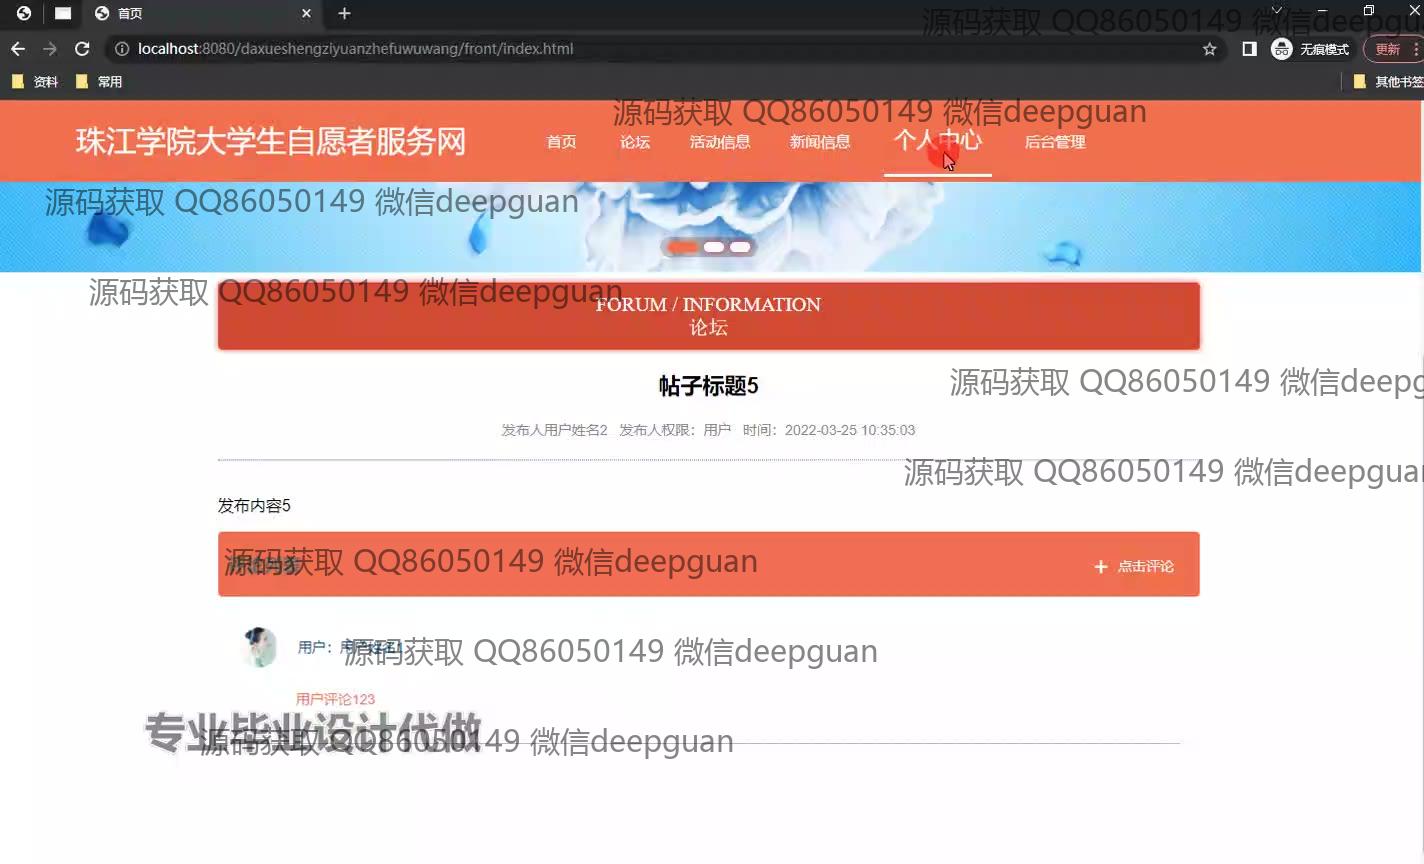 首页
localhost:8080/daxueshengziyuanzhefuwuwang/front/index.html
无痕模式
更新
资料
常用
其他书签
源码获取 QQ86050149 微信deepgu
源码获取 QQ86050149 微信deepguan
珠江学院大学生自愿者服务网
首页
论坛
活动信息
新闻信息
个人中心
后台管理
源码获取 QQ86050149 微信deepguan
源码获取 QQ86050149 微信deepguan
FORUM / INFORMATION
论坛
帖子标题5
源码获取 QQ86050149 微信deepg
发布人用户姓名2 发布人权限：用户 时间：2022-03-25 10:35:03
源码获取 QQ86050149 微信deepguan
发布内容5
源码获取 QQ86050149 微信deepguan
点击评论
用户：用户姓名1
源码获取 QQ86050149 微信deepguan
用户评论123
专业毕业设计代做
源码获取 QQ86050149 微信deepguan